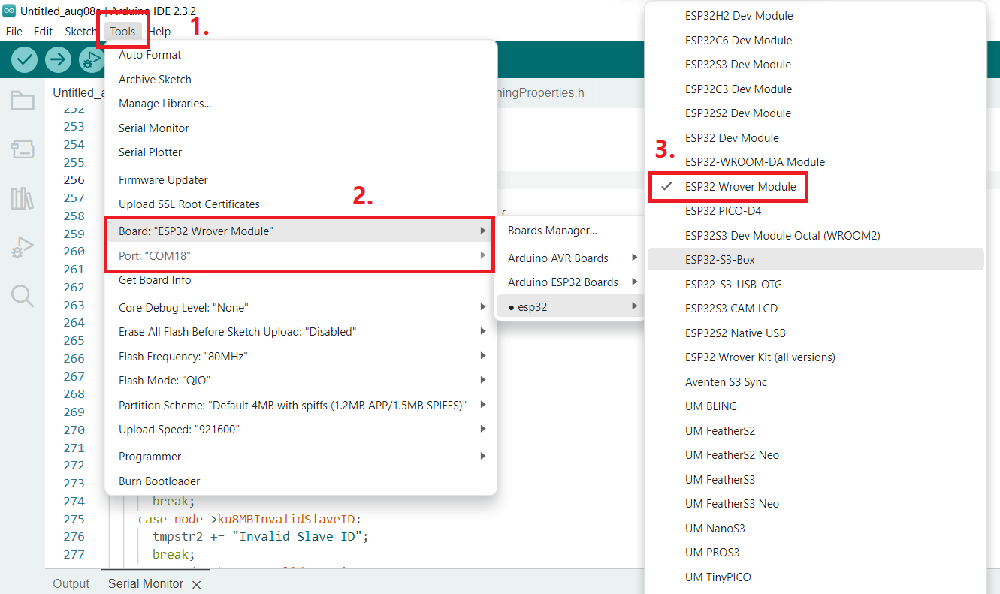 Untitled_aug08a | Arduino IDE 2.3.2
File Edit Sketch Tools Help
1.
Auto Format
Archive Sketch
Manage Libraries...
Serial Monitor
Serial Plotter
Firmware Updater
Upload SSL Root Certificates
2.
Board: "ESP32 Wrover Module"
Port: "COM18"
Get Board Info
Core Debug Level: "None"
Erase All Flash Before Sketch Upload: "Disabled"
Flash Frequency: "80MHz"
Flash Mode: "QIO"
Partition Scheme: "Default 4MB with spiffs (1.2MB APP/1.5MB SPIFFS)"
Upload Speed: "921600"
Programmer
Burn Bootloader
Boards Manager...
Arduino AVR Boards
Arduino ESP32 Boards
● esp32
ESP32H2 Dev Module
ESP32C6 Dev Module
ESP32S3 Dev Module
ESP32C3 Dev Module
ESP32S2 Dev Module
ESP32 Dev Module
3.
ESP32-WROOM-DA Module
✓ ESP32 Wrover Module
ESP32 PICO-D4
ESP32S3 Dev Module Octal (WROOM2)
ESP32-S3-Box
ESP32-S3-USB-OTG
ESP32S3 CAM LCD
ESP32S2 Native USB
ESP32 Wrover Kit (all versions)
Aventen S3 Sync
UM BLING
UM FeatherS2
UM FeatherS2 Neo
UM FeatherS3
UM FeatherS3 Neo
UM NanoS3
UM PROS3
UM TinyPICO
Untitled_a
hingProperties.h
252
253
254
255
256
257
258
259
260
261
262
263
264
265
266
267
268
269
270
271
272
273
274 break;
275 case node->ku8MBInvalidSlaveID:
276 tmpstr2 += "Invalid Slave ID";
277 break;
Output Serial Monitor ×